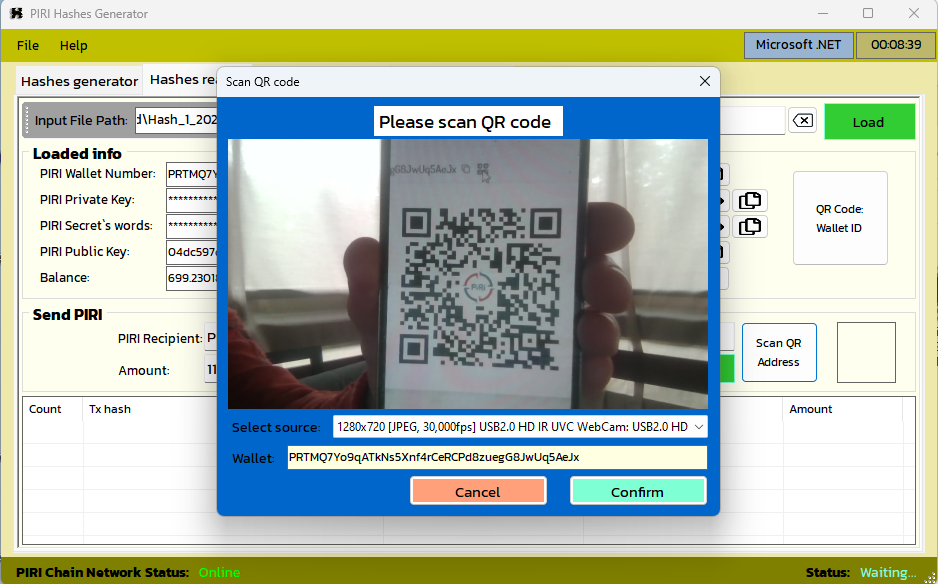 PIRI Hashes Generator
File Help
Microsoft .NET 00:08:39
Hashes generator Hashes re
Scan QR code
Please scan QR code
Input File Path: d\Hash_1_202
Load
Loaded info
PIRI Wallet Number: PRTMQ7Y
PIRI Private Key: **********
PIRI Secret`s words: **********
PIRI Public Key: 04dc597
Balance: 699.23018
QR Code:
Wallet ID
gG8JwUq5AeJx
PiRi
Send PIRI
PIRI Recipient: P
Amount: 11
Scan QR
Address
Select source: 1280x720 [JPEG, 30,000fps] USB2.0 HD IR UVC WebCam: USB2.0 HD
Wallet: PRTMQ7Yo9qATkNs5Xnf4rCeRCPd8zuegG8JwUq5AeJx
Cancel Confirm
Count Tx hash Amount
PIRI Chain Network Status: Online
Status: Waiting...